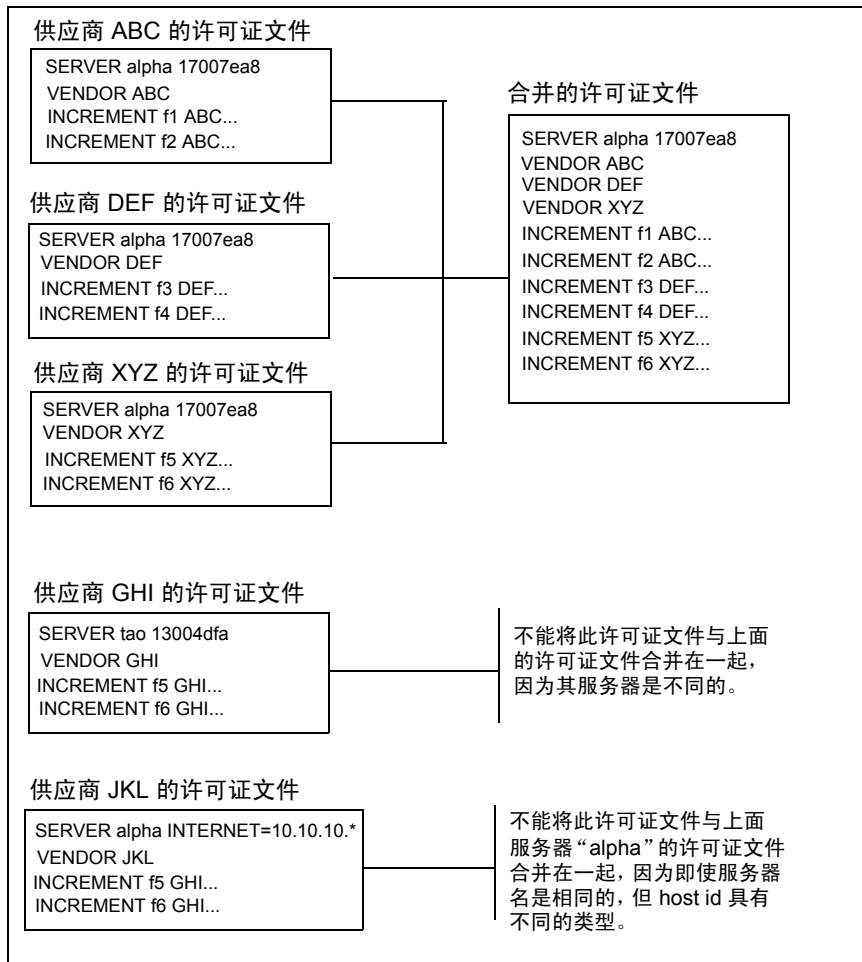 供应商 ABC 的许可证文件
SERVER alpha 17007ea8
VENDOR ABC
INCREMENT f1 ABC...
INCREMENT f2 ABC...
供应商 DEF 的许可证文件
SERVER alpha 17007ea8
VENDOR DEF
INCREMENT f3 DEF...
INCREMENT f4 DEF...
供应商 XYZ 的许可证文件
SERVER alpha 17007ea8
VENDOR XYZ
INCREMENT f5 XYZ...
INCREMENT f6 XYZ...
合并的许可证文件
SERVER alpha 17007ea8
VENDOR ABC
VENDOR DEF
VENDOR XYZ
INCREMENT f1 ABC...
INCREMENT f2 ABC...
INCREMENT f3 DEF...
INCREMENT f4 DEF...
INCREMENT f5 XYZ...
INCREMENT f6 XYZ...
供应商 GHI 的许可证文件
SERVER tao 13004dfa
VENDOR GHI
INCREMENT f5 GHI...
INCREMENT f6 GHI...
不能将此许可证文件与上面
的许可证文件合并在一起，
因为其服务器是不同的。
供应商 JKL 的许可证文件
SERVER alpha INTERNET=10.10.10.*
VENDOR JKL
INCREMENT f5 GHI...
INCREMENT f6 GHI...
不能将此许可证文件与上面
服务器“alpha”的许可证文件
合并在一起，因为即使服务器
名是相同的，但 host id 具有
不同的类型。